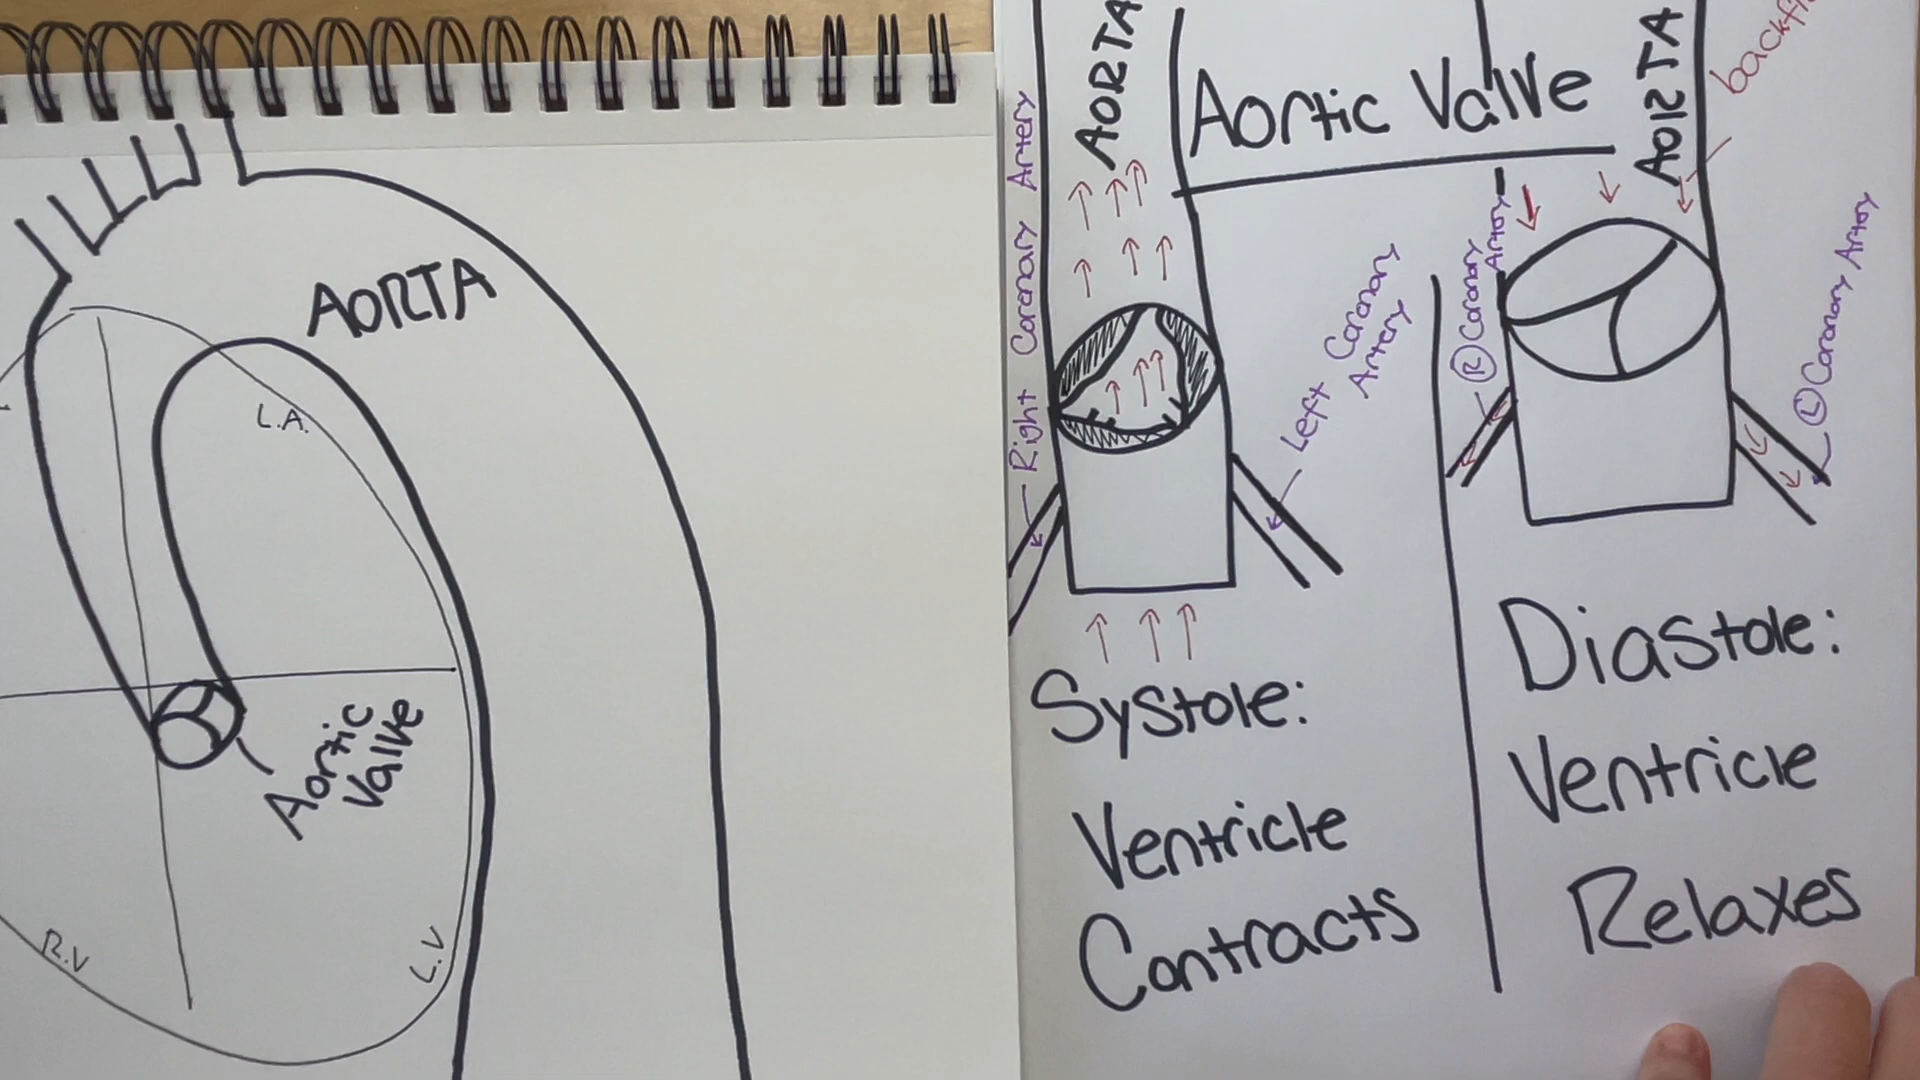 AORTA
L.A.
Aortic
Valve
R.V
L.V
Aortic Valve
AORTA
Right Coronary Artery
Left Coronary
Artery
Systole:
Ventricle
Contracts
AORTA
R Coronary
Artery
L Coronary Artery
Diastole:
Ventricle
Relaxes